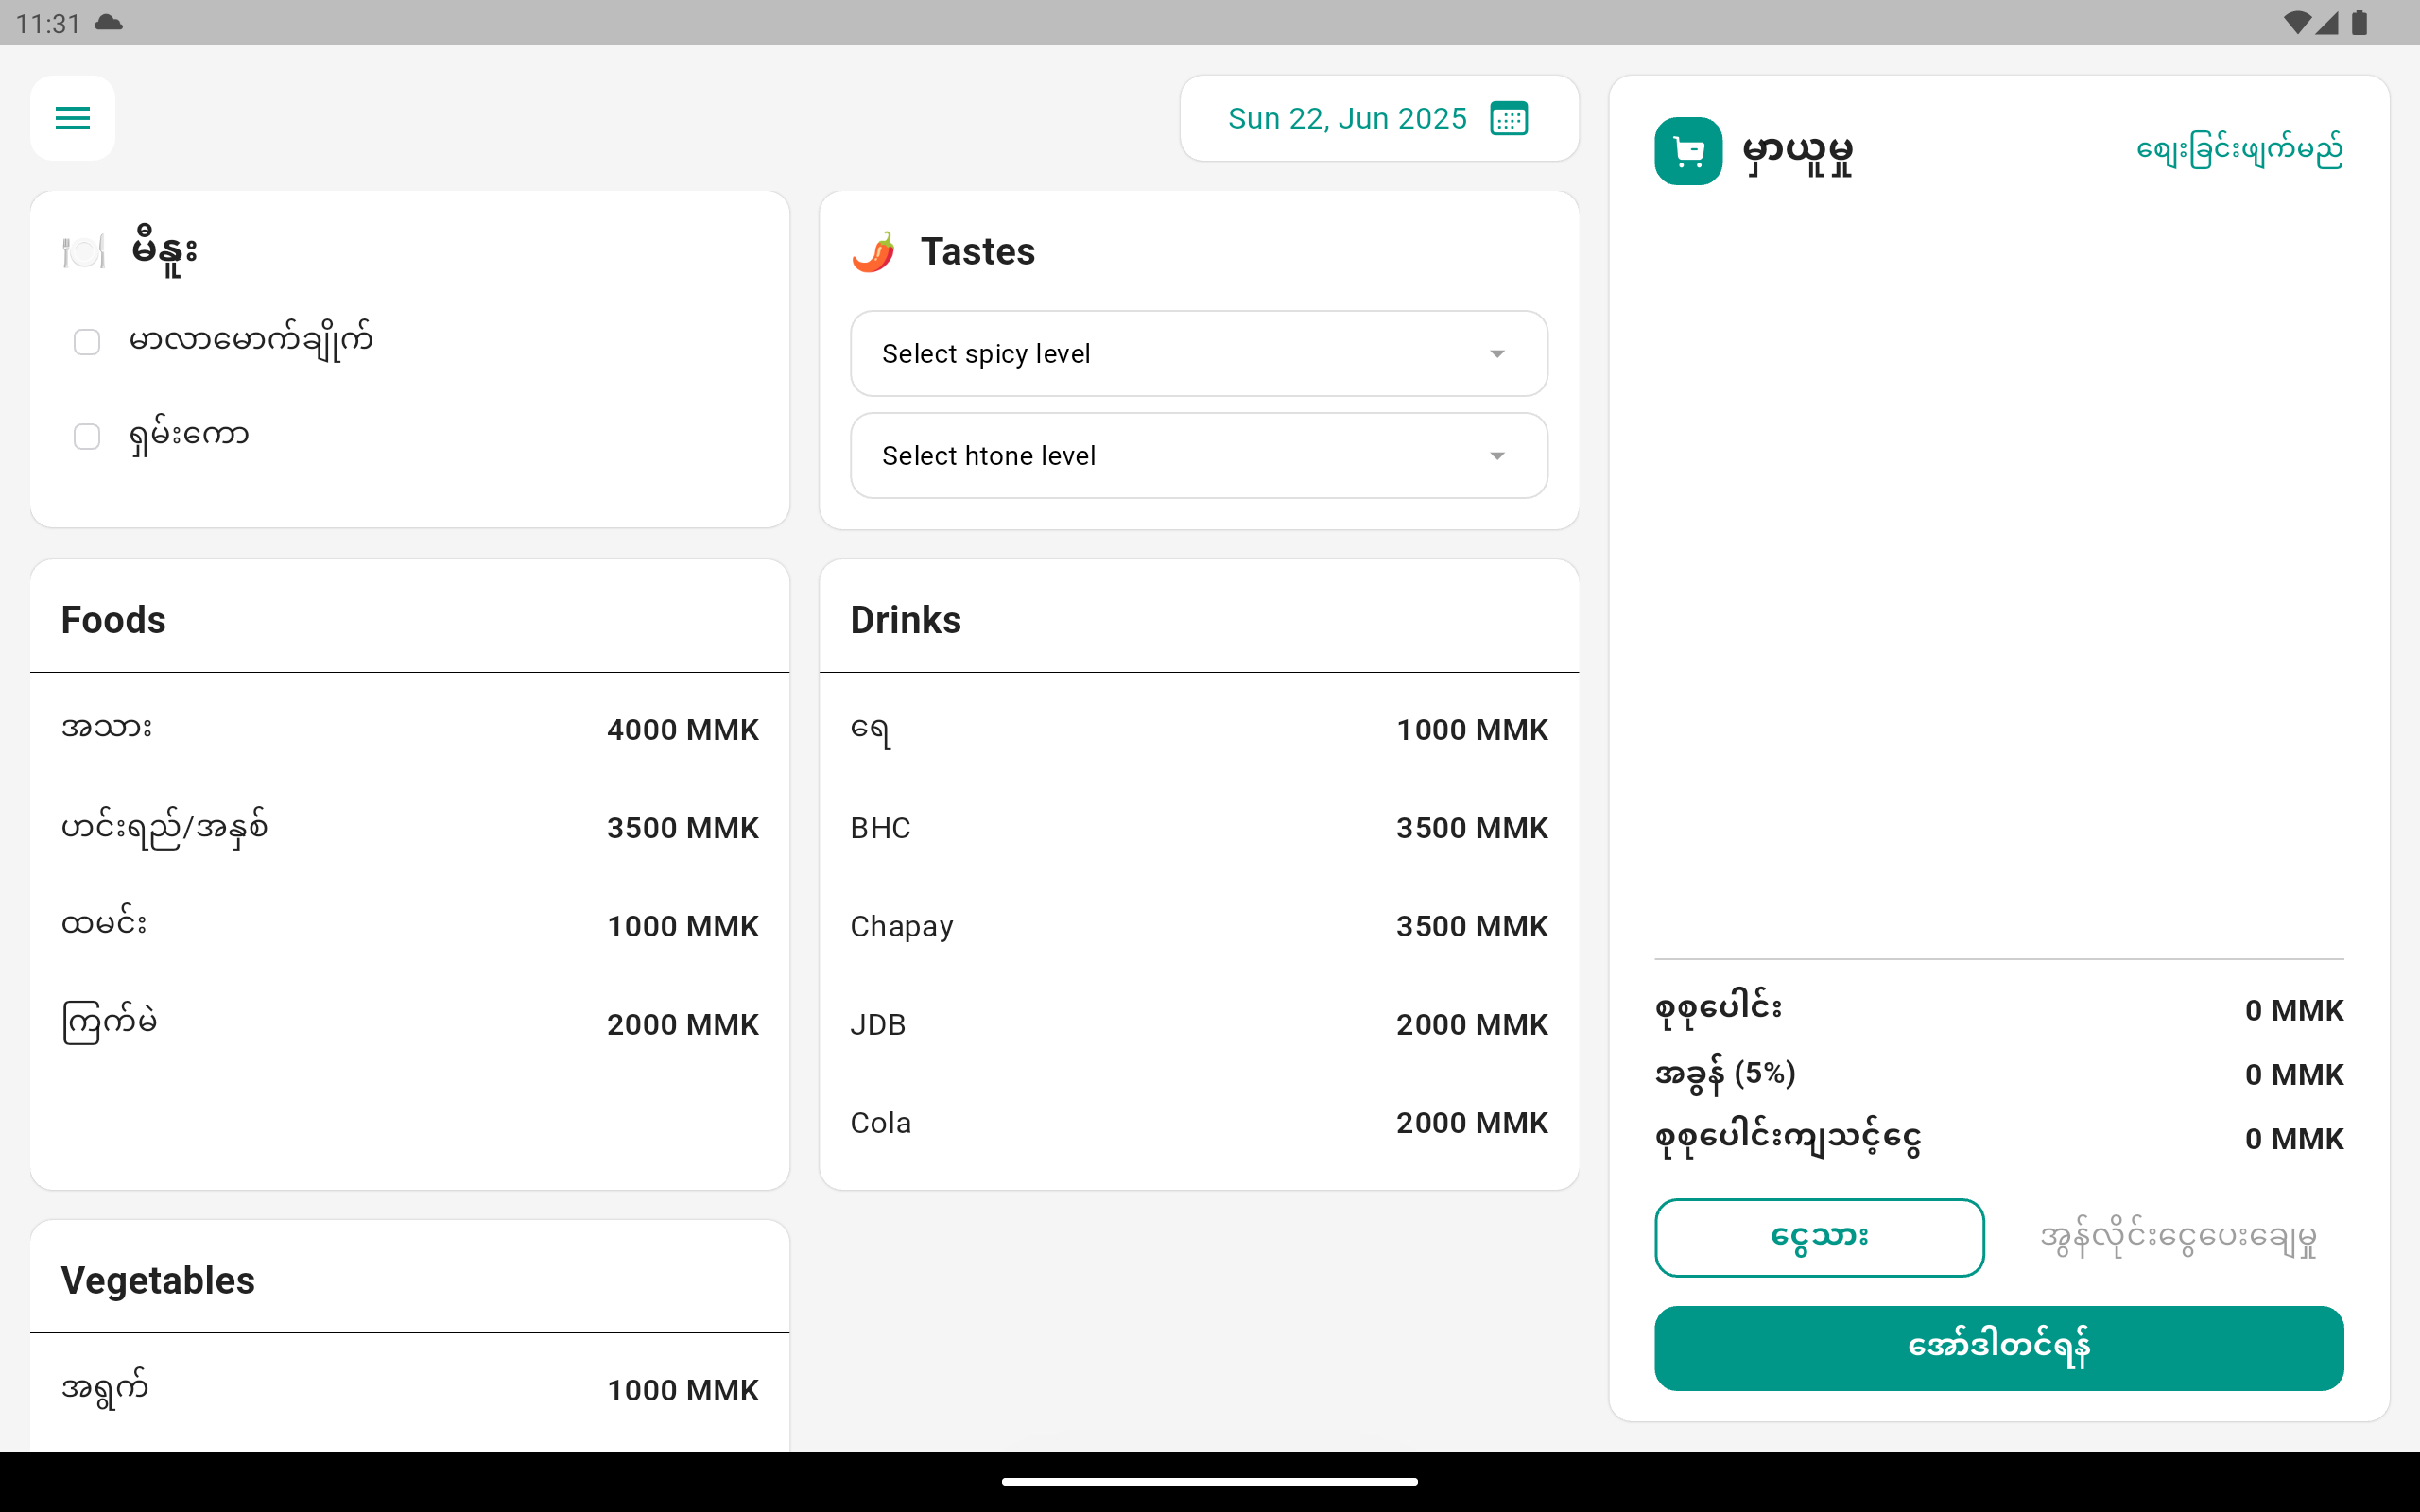 11:31
Sun 22, Jun 2025
မီနူး
မာလာမောက်ချိုက်
ရှမ်းကော
Tastes
Select spicy level
Select htone level
Foods
အသား 4000 MMK
ဟင်းရည်/အနှစ် 3500 MMK
ထမင်း 1000 MMK
ကြက်မဲ 2000 MMK
Drinks
ရေ 1000 MMK
BHC 3500 MMK
Chapay 3500 MMK
JDB 2000 MMK
Cola 2000 MMK
Vegetables
အရွက် 1000 MMK
မှာယူမှု
ဈေးခြင်းဖျက်မည်
စုစုပေါင်း 0 MMK
အခွန် (5%) 0 MMK
စုစုပေါင်းကျသင့်ငွေ 0 MMK
ငွေသား
အွန်လိုင်းငွေပေးချေမှု
အော်ဒါတင်ရန်